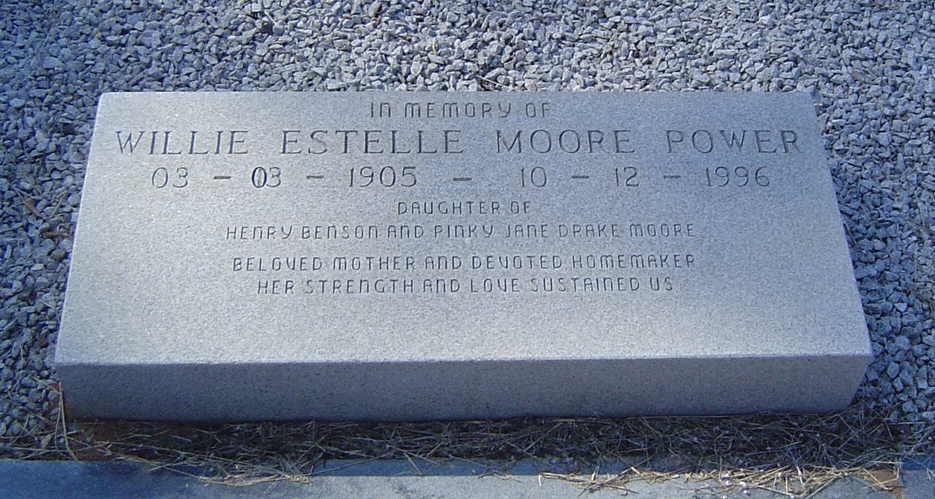 IN MEMORY OF
WILLIE ESTELLE MOORE POWER
03 - 03 - 1905 - 10 - 12 - 1996
DAUGHTER OF
HENRY BENSON AND PINKY JANE DRAKE MOORE
BELOVED MOTHER AND DEVOTED HOMEMAKER
HER STRENGTH AND LOVE SUSTAINED US